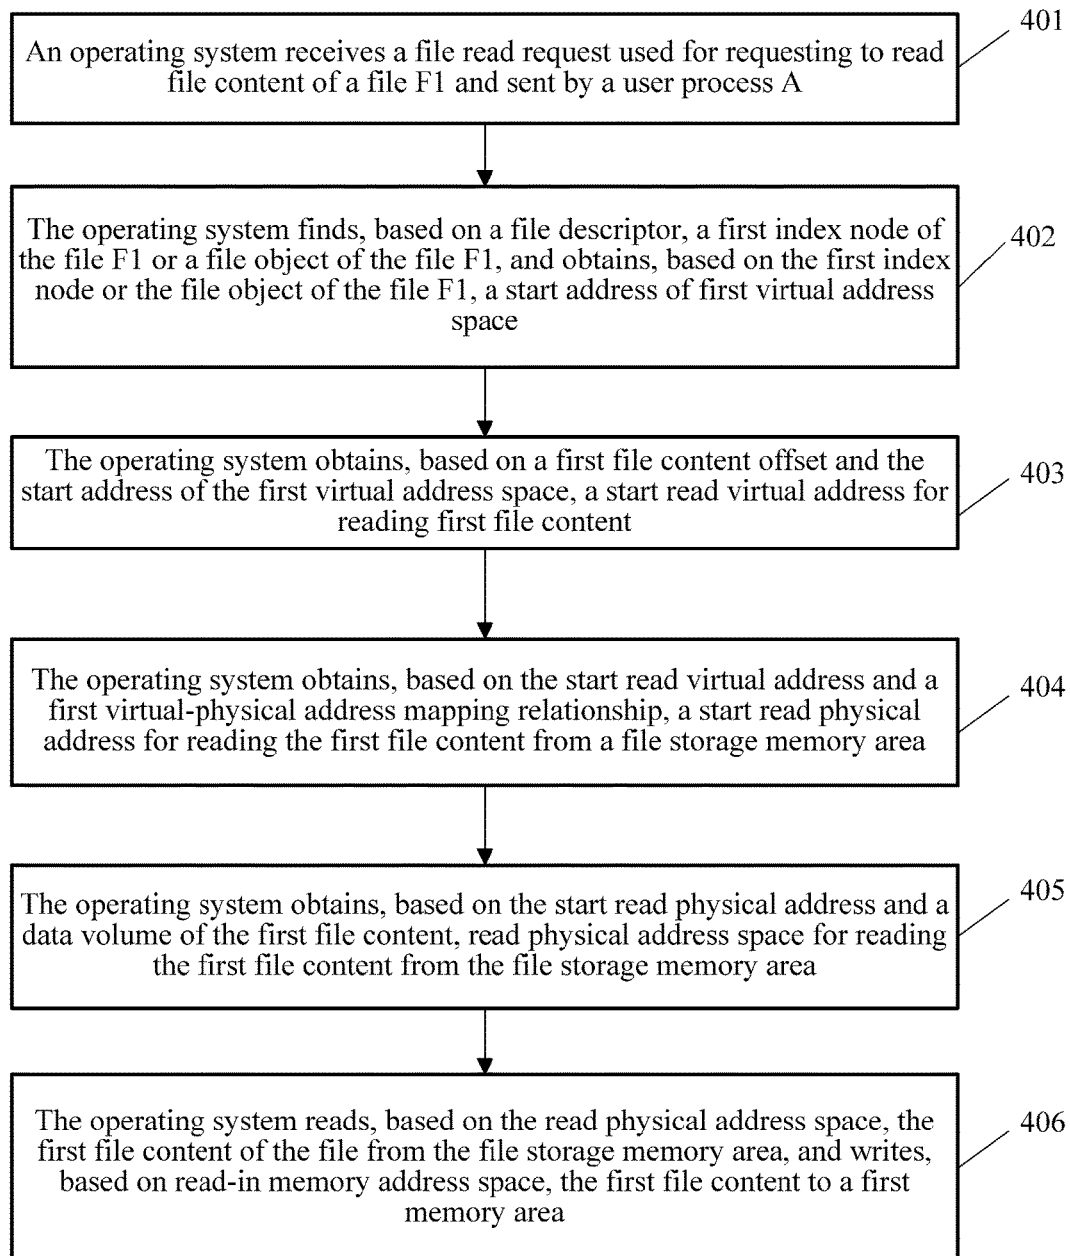 401
An operating system receives a file read request used for requesting to read
file content of a file F1 and sent by a user process A
402
The operating system finds, based on a file descriptor, a first index node of
the file F1 or a file object of the file F1, and obtains, based on the first index
node or the file object of the file F1, a start address of first virtual address
space
403
The operating system obtains, based on a first file content offset and the
start address of the first virtual address space, a start read virtual address for
reading first file content
404
The operating system obtains, based on the start read virtual address and a
first virtual-physical address mapping relationship, a start read physical
address for reading the first file content from a file storage memory area
405
The operating system obtains, based on the start read physical address and a
data volume of the first file content, read physical address space for reading
the first file content from the file storage memory area
406
The operating system reads, based on the read physical address space, the
first file content of the file from the file storage memory area, and writes,
based on read-in memory address space, the first file content to a first
memory area